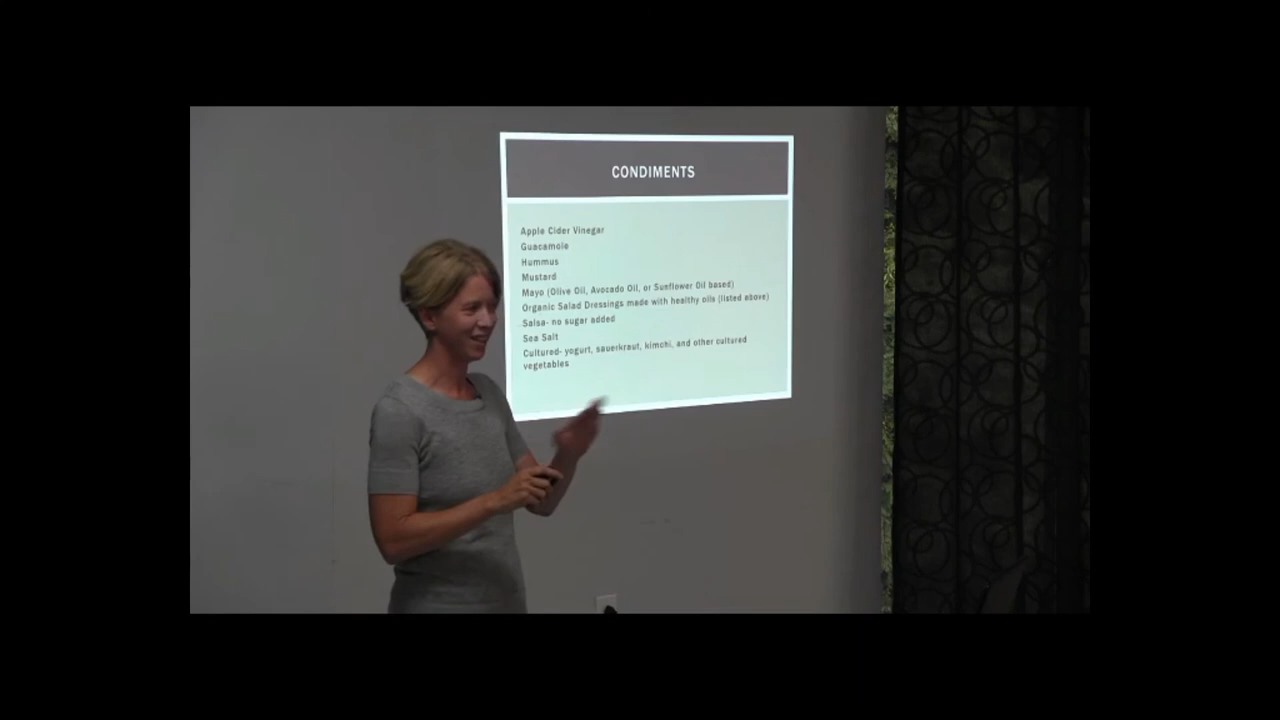 CONDIMENTS
Apple Cider Vinegar
Guacamole
Hummus
Mustard
Mayo (Olive Oil, Avocado Oil, or Sunflower Oil based)
Organic Salad Dressings made with healthy oils (listed above)
Salsa- no sugar added
Sea Salt
Cultured- yogurt, sauerkraut, kimchi, and other cultured
vegetables